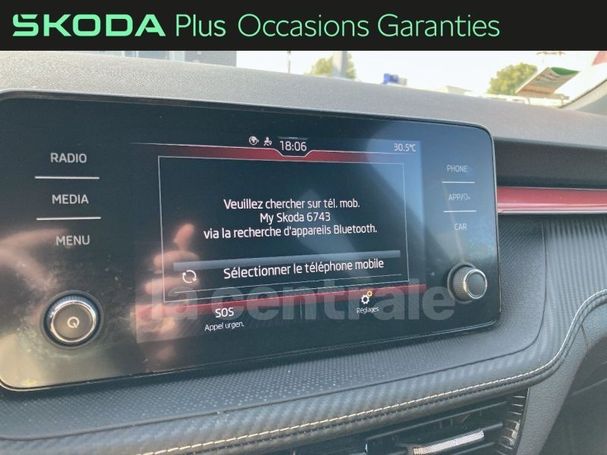 ŠKODA Plus Occasions Garanties
18:06
30.5°C
RADIO
MEDIA
MENU
PHONE
APP/
CAR
Veuillez chercher sur tél. mob.
My Skoda 6743
via la recherche d'appareils Bluetooth.
Sélectionner le téléphone mobile
la centrale
SOS
Appel urgen.
Réglages